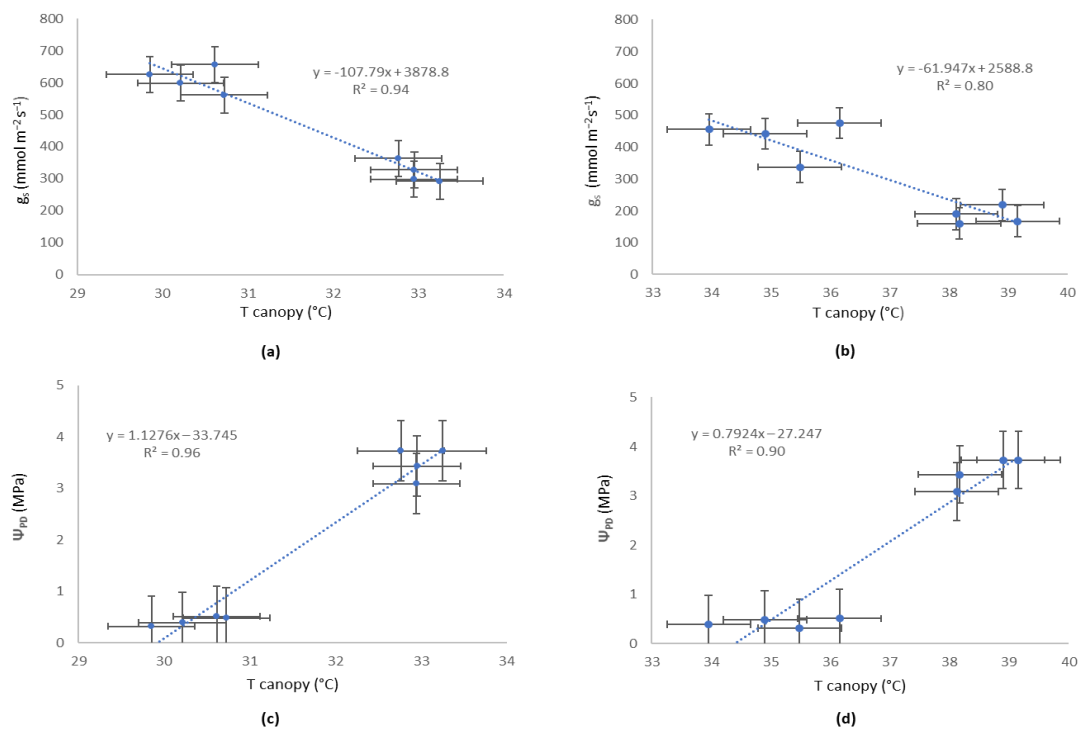 800
700
600
500
400
300
200
100
0
gs (mmol m−2s−1)
y = -107.79x+3878.8
R² = 0.94
29 30 31 32 33 34
T canopy (°C)
(a)
800
700
600
500
400
300
200
100
0
gs (mmol m−2s−1)
y = -61.947x+2588.8
R² = 0.80
33 34 35 36 37 38 39 40
T canopy (°C)
(b)
5
4
3
2
1
0
ΨPD (MPa)
y = 1.1276x−33.745
R² = 0.96
29 30 31 32 33 34
T canopy (°C)
(c)
5
4
3
2
1
0
ΨPD (MPa)
y = 0.7924x−27.247
R² = 0.90
33 34 35 36 37 38 39 40
T canopy (°C)
(d)